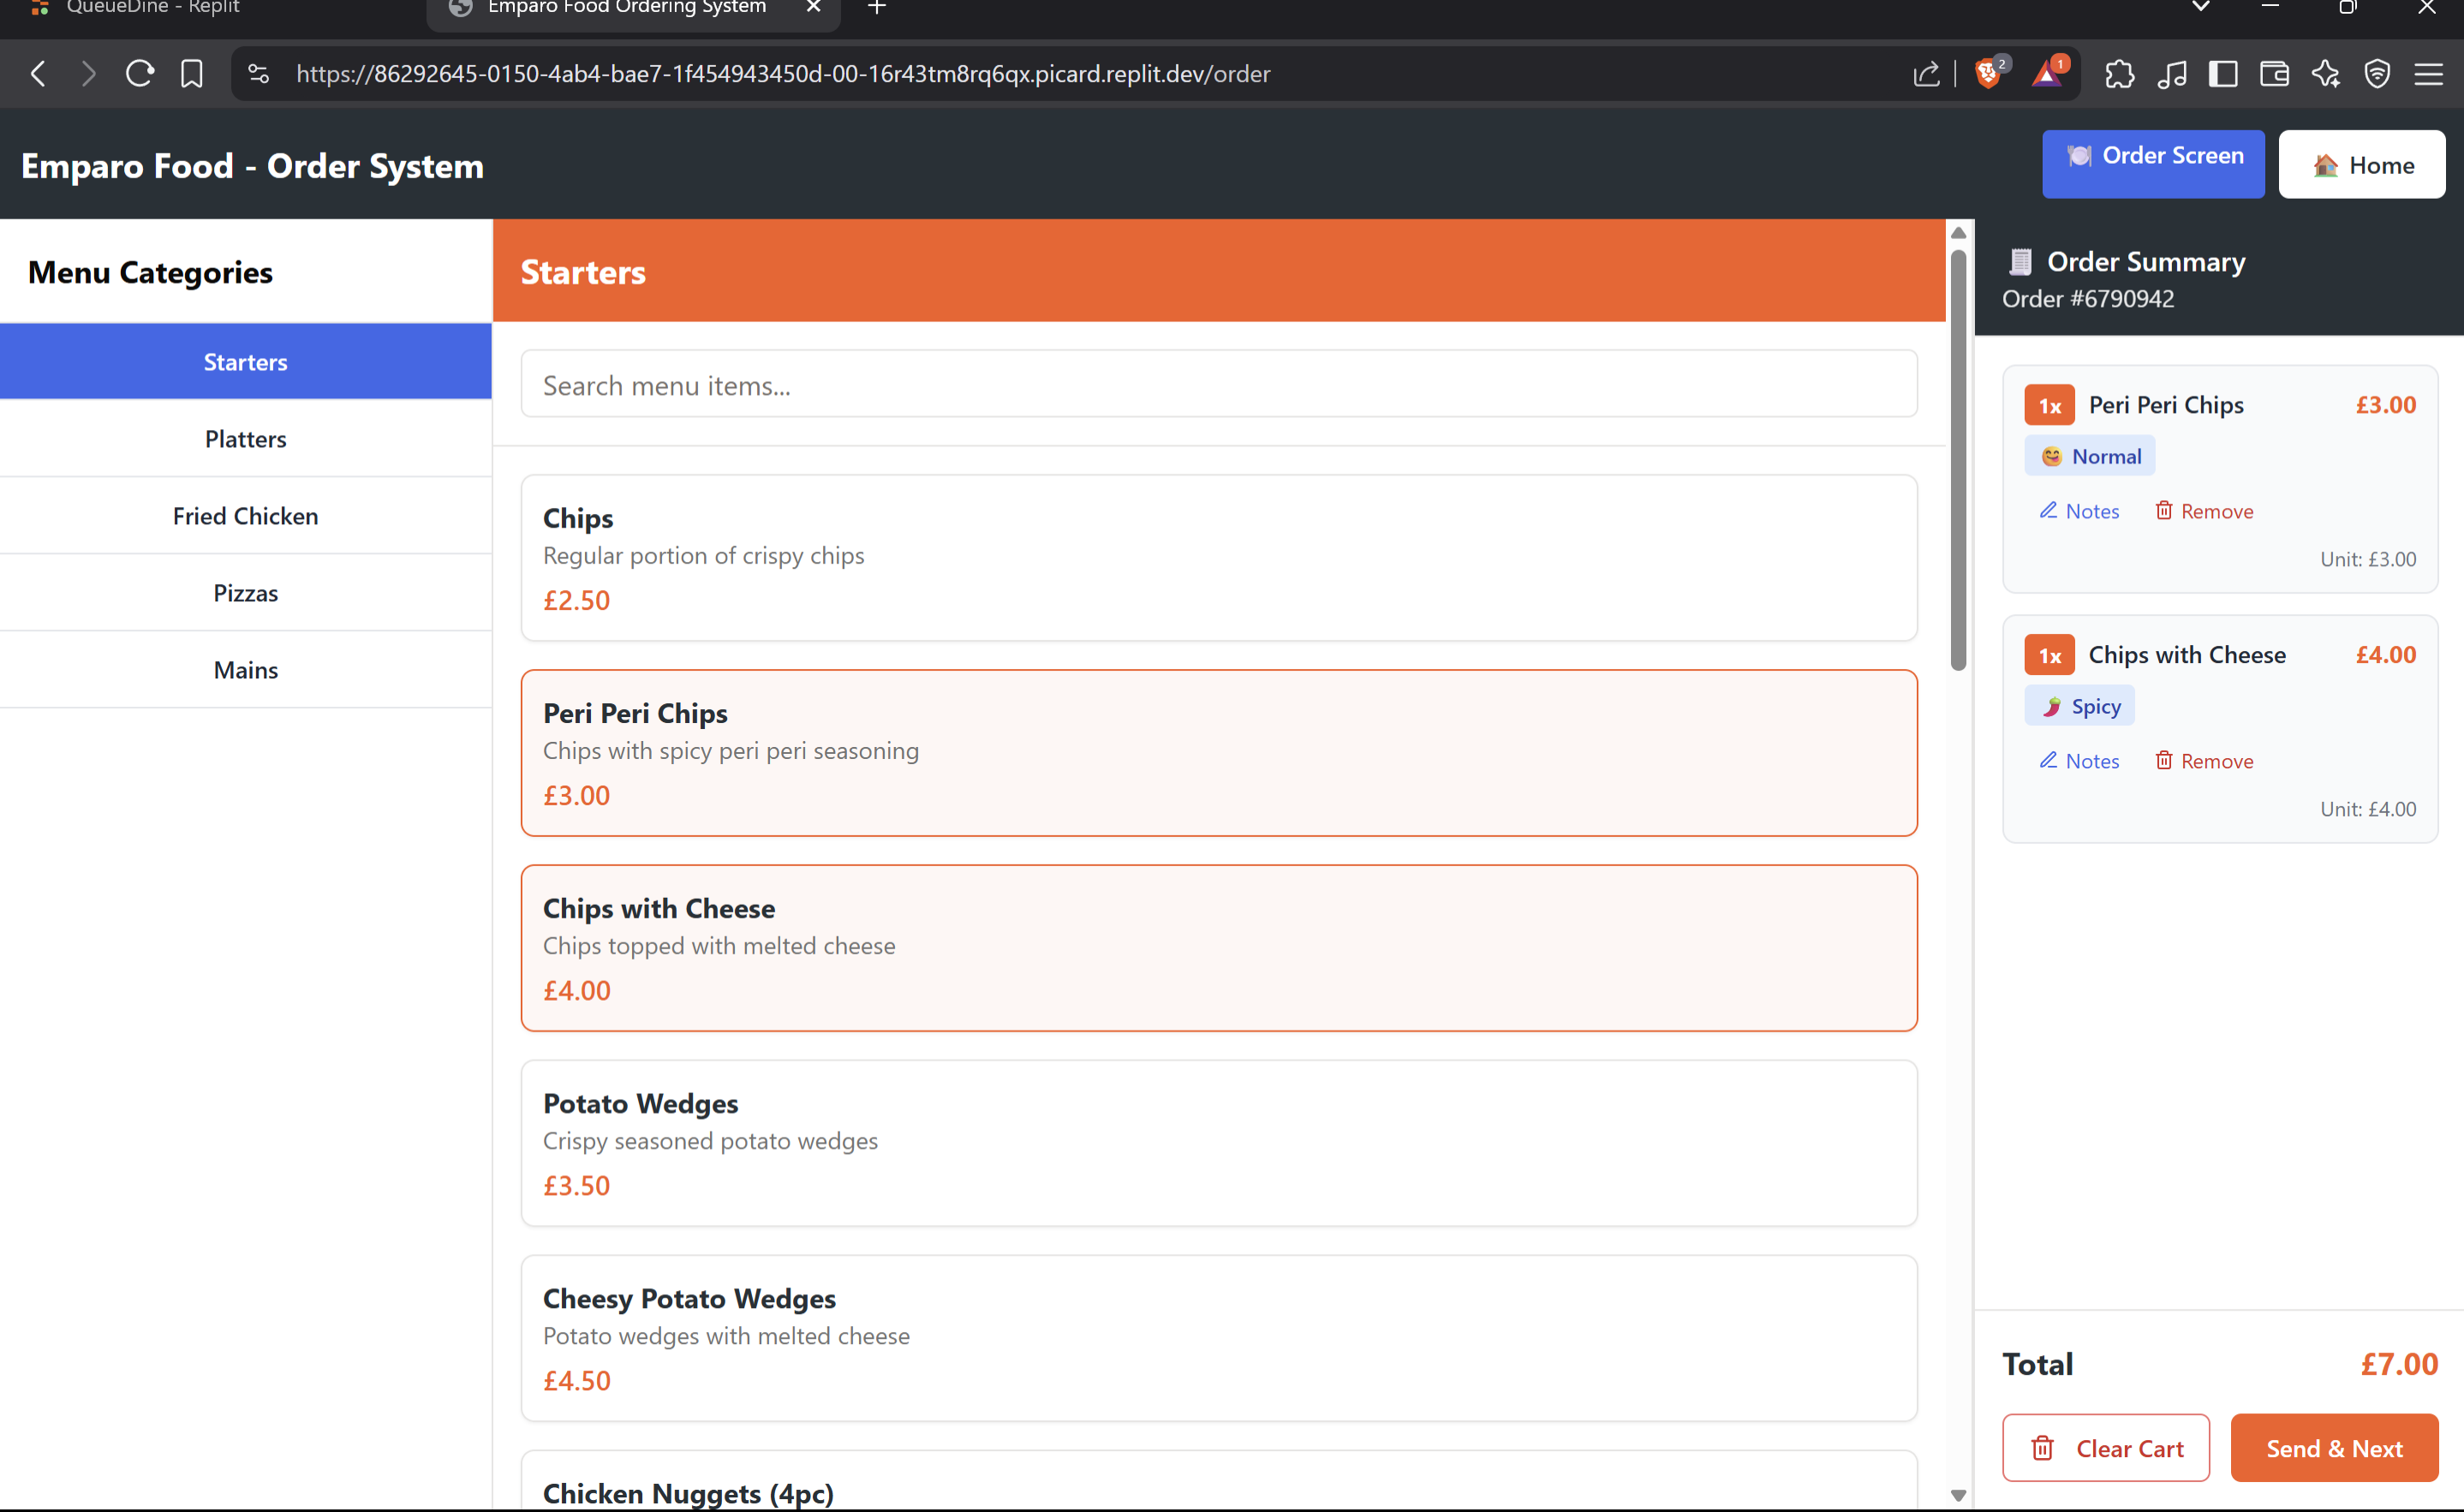 QueueDine - Replit
Emparo Food Ordering System
https://86292645-0150-4ab4-bae7-1f454943450d-00-16r43tm8rq6qx.picard.replit.dev/order
2
1
Emparo Food - Order System
Order Screen
Home
Menu Categories
Starters
Platters
Fried Chicken
Pizzas
Mains
Starters
Search menu items...
Chips
Regular portion of crispy chips
£2.50
Peri Peri Chips
Chips with spicy peri peri seasoning
£3.00
Chips with Cheese
Chips topped with melted cheese
£4.00
Potato Wedges
Crispy seasoned potato wedges
£3.50
Cheesy Potato Wedges
Potato wedges with melted cheese
£4.50
Chicken Nuggets (4pc)
Order Summary
Order #6790942
1x Peri Peri Chips £3.00
Normal
Notes Remove
Unit: £3.00
1x Chips with Cheese £4.00
Spicy
Notes Remove
Unit: £4.00
Total £7.00
Clear Cart Send & Next